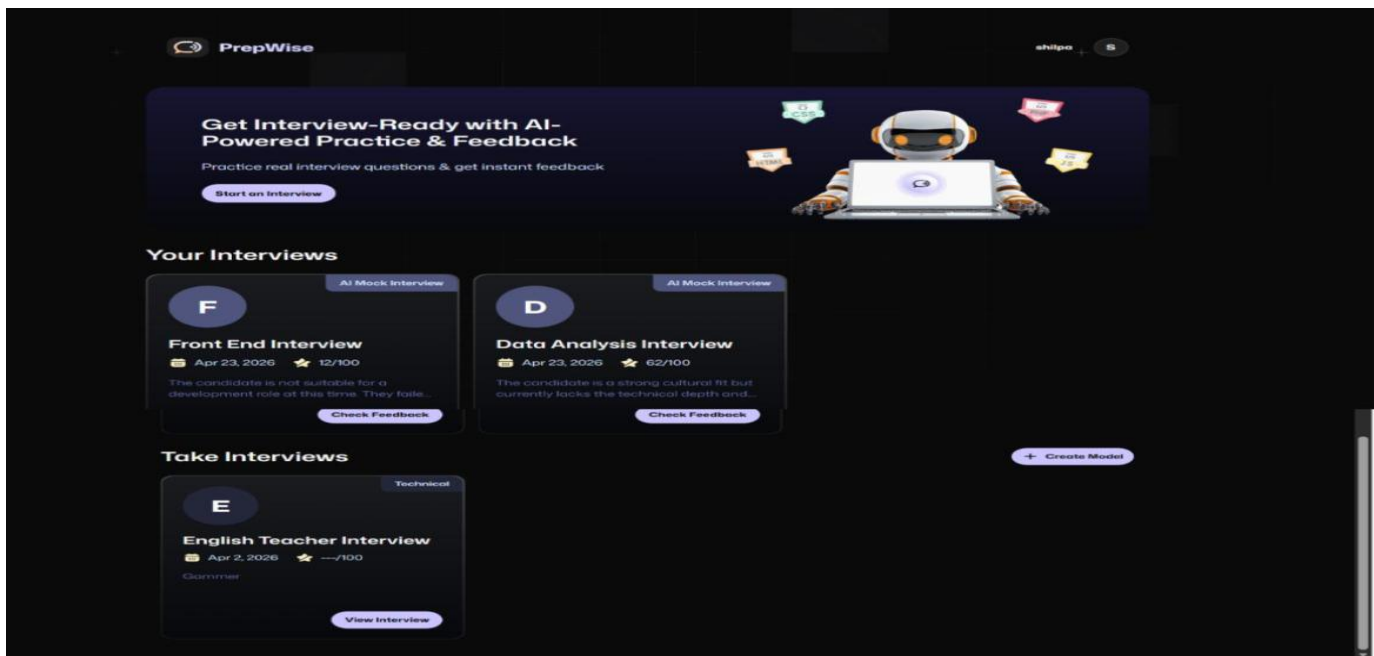 PrepWise
shilpa
S
Get Interview-Ready with AI-
Powered Practice & Feedback
Practice real interview questions & get instant feedback
Start an Interview
CSS
HTML
PHP
JS
Your Interviews
AI Mock Interview
F
Front End Interview
Apr 23, 2026 12/100
The candidate is not suitable for a
development role at this time. They faile...
Check Feedback
AI Mock Interview
D
Data Analysis Interview
Apr 23, 2026 62/100
The candidate is a strong cultural fit but
currently lacks the technical depth and...
Check Feedback
Take Interviews
+ Create Model
Technical
E
English Teacher Interview
Apr 2, 2026 ---/100
Gammer
View Interview